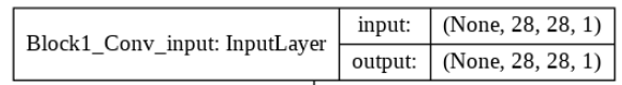 Block1_Conv_input: InputLayer
input: (None, 28, 28, 1)
output: (None, 28, 28, 1)